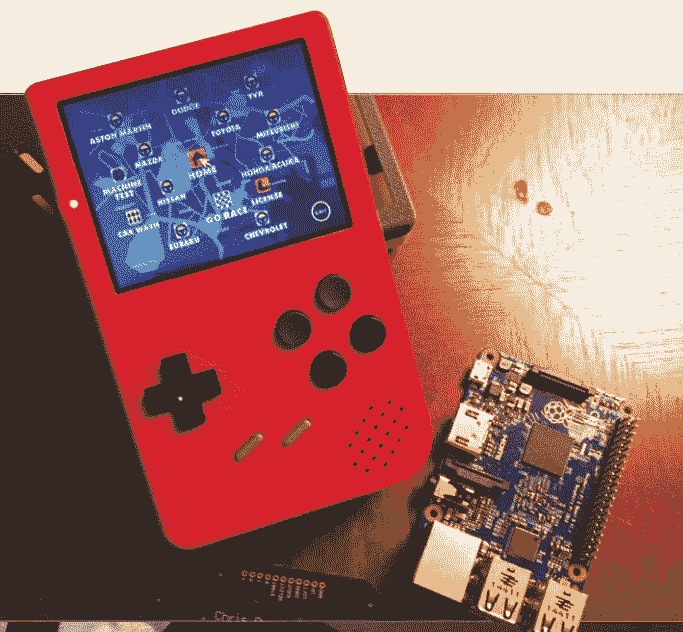 TVR
DODGE
ASTON MARTIN
TOYOTA
MITSUBISHI
MAZDA
HOME
HONDA/ACURA
MACHINE
TEST
NISSAN
LICENSE
GO RACE
CAR WASH
SUBARU
CHEVROLET
EXIT